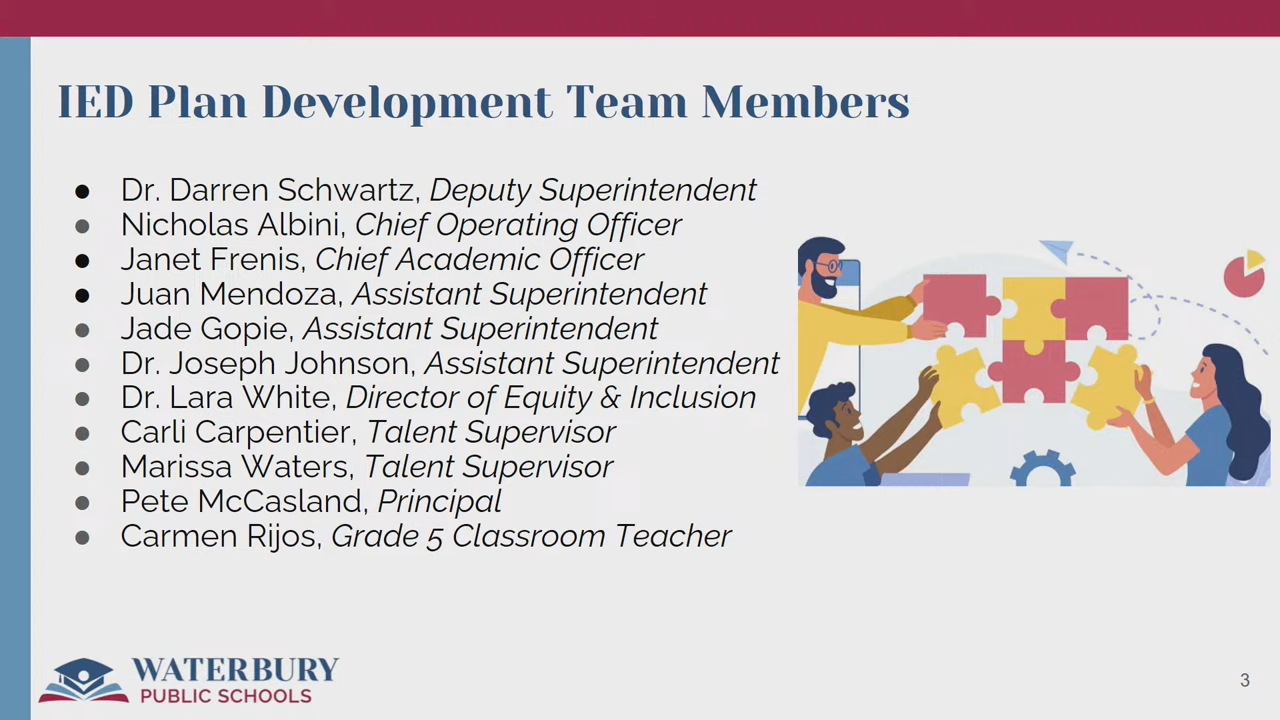 IED Plan Development Team Members
● Dr. Darren Schwartz, Deputy Superintendent
● Nicholas Albini, Chief Operating Officer
● Janet Frenis, Chief Academic Officer
● Juan Mendoza, Assistant Superintendent
● Jade Gopie, Assistant Superintendent
● Dr. Joseph Johnson, Assistant Superintendent
● Dr. Lara White, Director of Equity & Inclusion
● Carli Carpentier, Talent Supervisor
● Marissa Waters, Talent Supervisor
● Pete McCasland, Principal
● Carmen Rijos, Grade 5 Classroom Teacher
WATERBURY
PUBLIC SCHOOLS
3